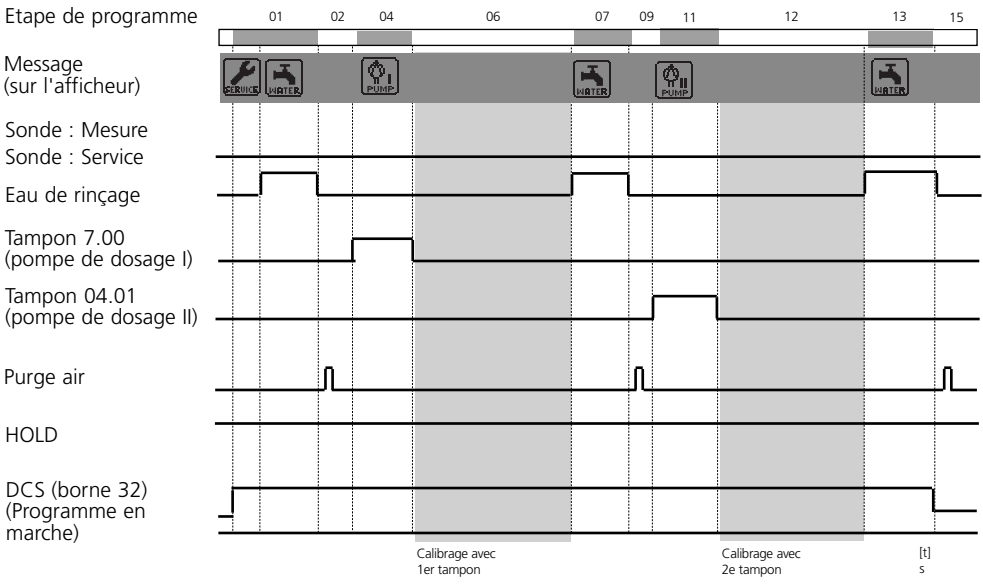 Etape de programme 01 02 04 06 07 09 11 12 13 15
Message
(sur l'afficheur)
SERVICE WATER I PUMP WATER II PUMP WATER
Sonde : Mesure
Sonde : Service
Eau de rinçage
Tampon 7.00
(pompe de dosage I)
Tampon 04.01
(pompe de dosage II)
Purge air
HOLD
DCS (borne 32)
(Programme en
marche)
Calibrage avec Calibrage avec [t]
1er tampon 2e tampon s